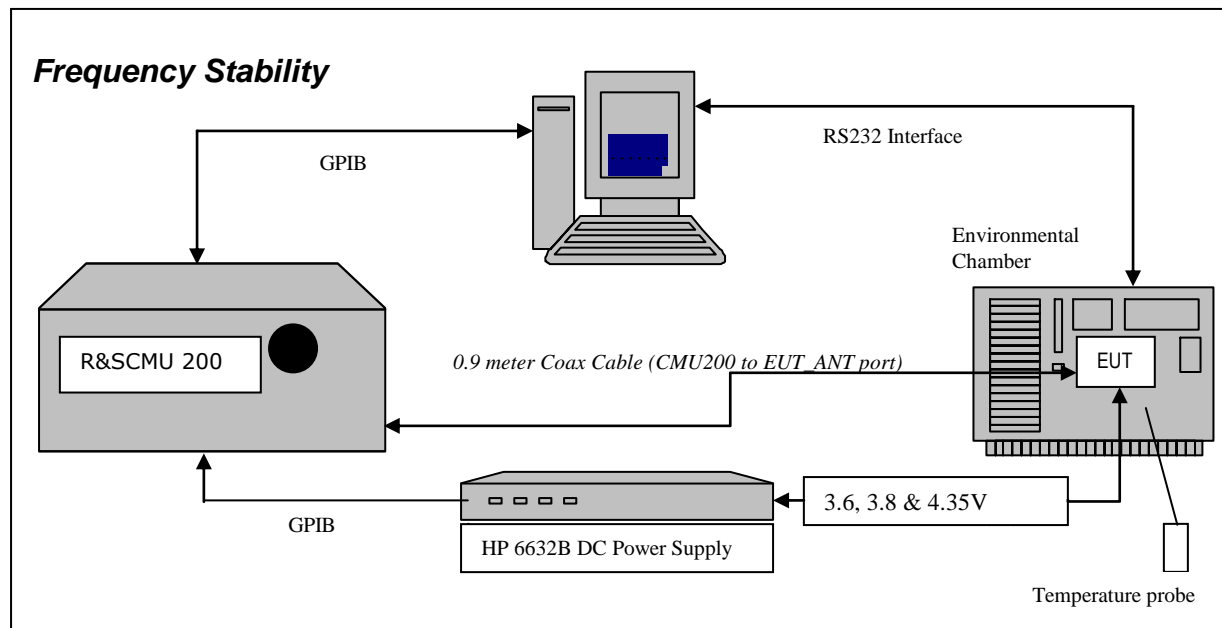 Frequency Stability
GPIB
RS232 Interface
Environmental
Chamber
R&SCMU 200
0.9 meter Coax Cable (CMU200 to EUT_ANT port)
EUT
3.6, 3.8 & 4.35V
GPIB
HP 6632B DC Power Supply
Temperature probe